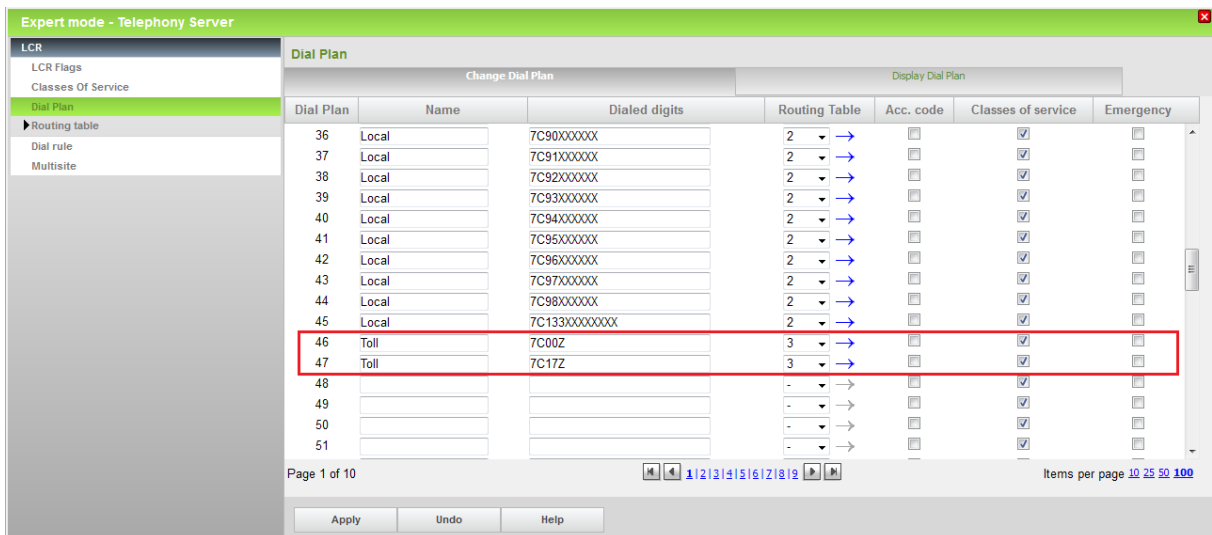 Expert mode - Telephony Server
LCR
LCR Flags
Classes Of Service
Dial Plan
Routing table
Dial rule
Multisite
Dial Plan
Change Dial Plan Display Dial Plan
Dial Plan Name Dialed digits Routing Table Acc. code Classes of service Emergency
36 Local 7C90XXXXXX 2
37 Local 7C91XXXXXX 2
38 Local 7C92XXXXXX 2
39 Local 7C93XXXXXX 2
40 Local 7C94XXXXXX 2
41 Local 7C95XXXXXX 2
42 Local 7C96XXXXXX 2
43 Local 7C97XXXXXX 2
44 Local 7C98XXXXXX 2
45 Local 7C133XXXXXXXX 2
46 Toll 7C00Z 3
47 Toll 7C17Z 3
48 -
49 -
50 -
51 -
Page 1 of 10 1|2|3|4|5|6|7|8|9 Items per page 10 25 50 100
Apply Undo Help